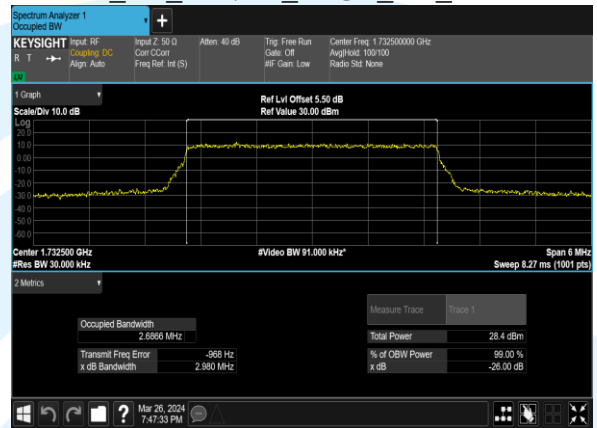 Spectrum Analyzer 1
Occupied BW
+
KEYSIGHT Input: RF Input Z: 50 Ω Atten: 40 dB Trig: Free Run Center Freq: 1.732500000 GHz
R T Coupling: DC Corr CCorr Gate: Off Avg|Hold: 100/100
Align: Auto Freq Ref: Int (S) #IF Gain: Low Radio Std: None
1 Graph
Ref Lvl Offset 5.50 dB
Scale/Div 10.0 dB Ref Value 30.00 dBm
Log
20.0
10.0
0.00
-10.0
-20.0
-30.0
-40.0
-50.0
-60.0
Center 1.732500 GHz #Video BW 91.000 kHz* Span 6 MHz
#Res BW 30.000 kHz Sweep 8.27 ms (1001 pts)
2 Metrics
Measure Trace Trace 1
Occupied Bandwidth
2.6866 MHz Total Power 28.4 dBm
Transmit Freq Error -968 Hz % of OBW Power 99.00 %
x dB Bandwidth 2.980 MHz x dB -26.00 dB
? Mar 26, 2024
7:47:33 PM